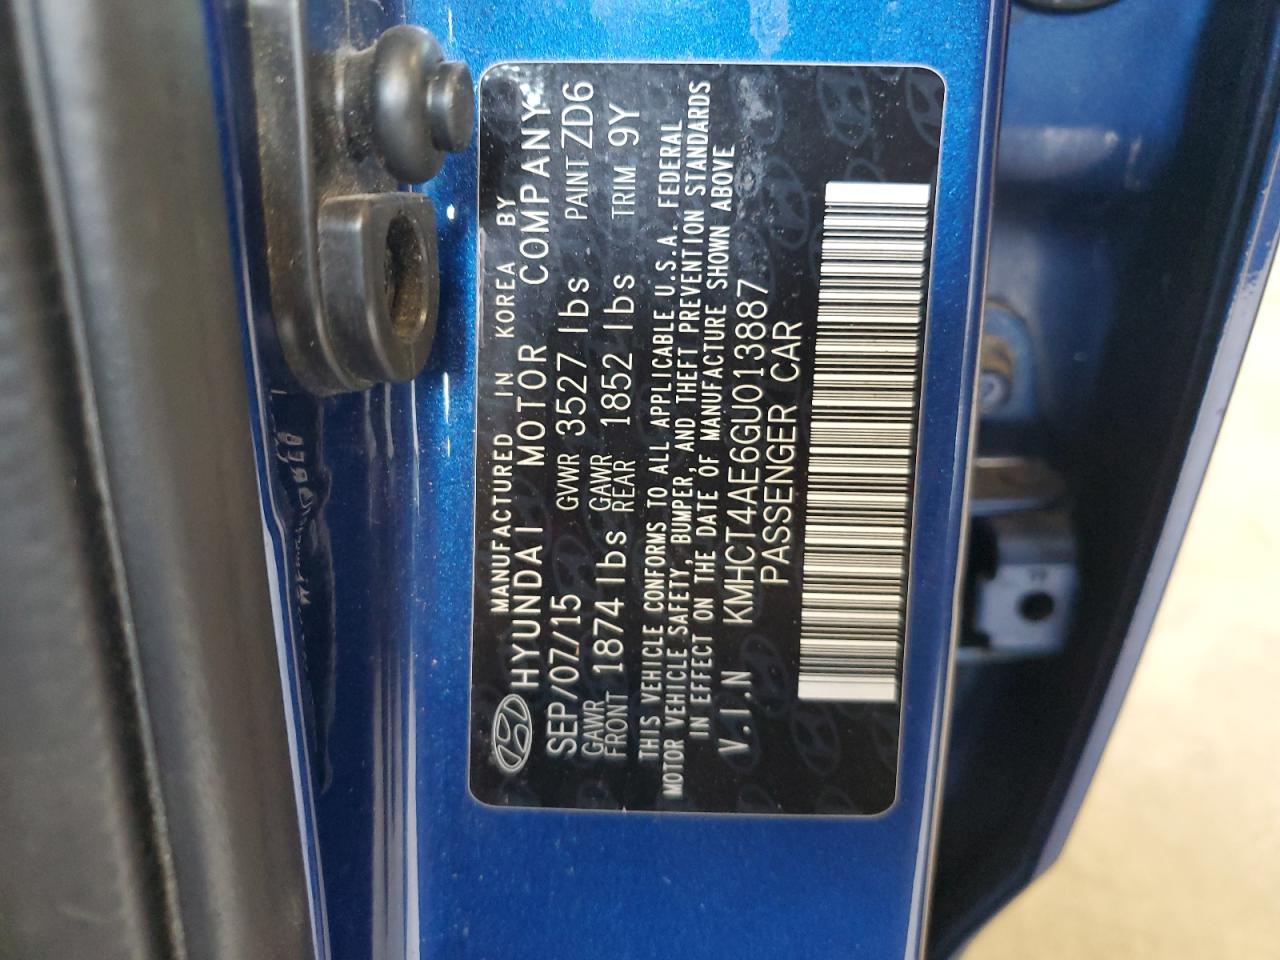 MANUFACTURED IN KOREA BY
HYUNDAI MOTOR COMPANY
SEP/07/15 GVWR 3527 lbs PAINT ZD6
GAWR FRONT 1874 lbs GAWR REAR 1852 lbs TRIM 9Y
THIS VEHICLE CONFORMS TO ALL APPLICABLE U.S.A. FEDERAL
MOTOR VEHICLE SAFETY, BUMPER, AND THEFT PREVENTION STANDARDS
IN EFFECT ON THE DATE OF MANUFACTURE SHOWN ABOVE
V.I.N KMHCT4AE6GU013887
PASSENGER CAR